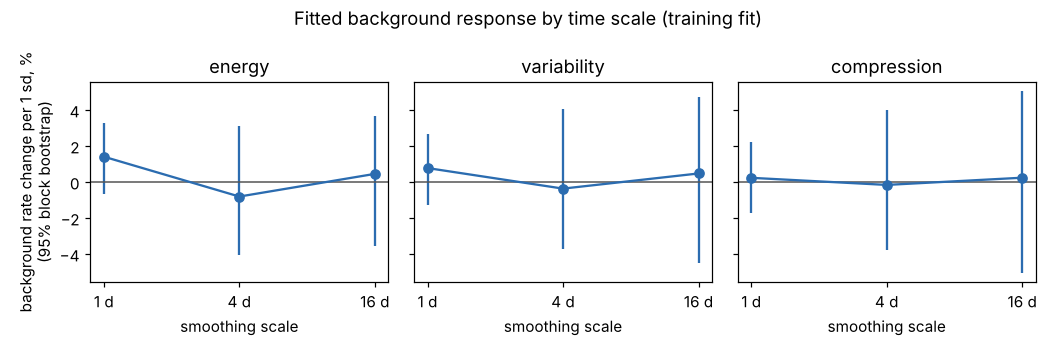 Fitted background response by time scale (training fit)
energy
variability
compression
background rate change per 1 sd, %
(95% block bootstrap)
4
2
0
−2
−4
1 d
4 d
16 d
1 d
4 d
16 d
1 d
4 d
16 d
smoothing scale
smoothing scale
smoothing scale